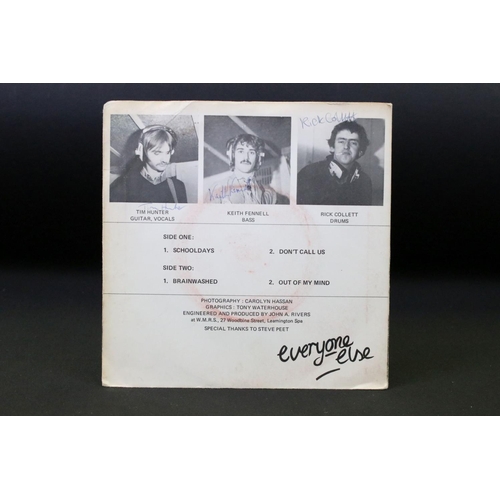 Rick Collett
TIM HUNTER
GUITAR, VOCALS
KEITH FENNELL
BASS
RICK COLLETT
DRUMS
SIDE ONE:
1. SCHOOLDAYS
2. DON'T CALL US
SIDE TWO:
1. BRAINWASHED
2. OUT OF MY MIND
PHOTOGRAPHY : CAROLYN HASSAN
GRAPHICS : TONY WATERHOUSE
ENGINEERED AND PRODUCED BY JOHN A. RIVERS
at W.M.R.S., 27 Woodbine Street, Leamington Spa
SPECIAL THANKS TO STEVE PEET
everyone
else